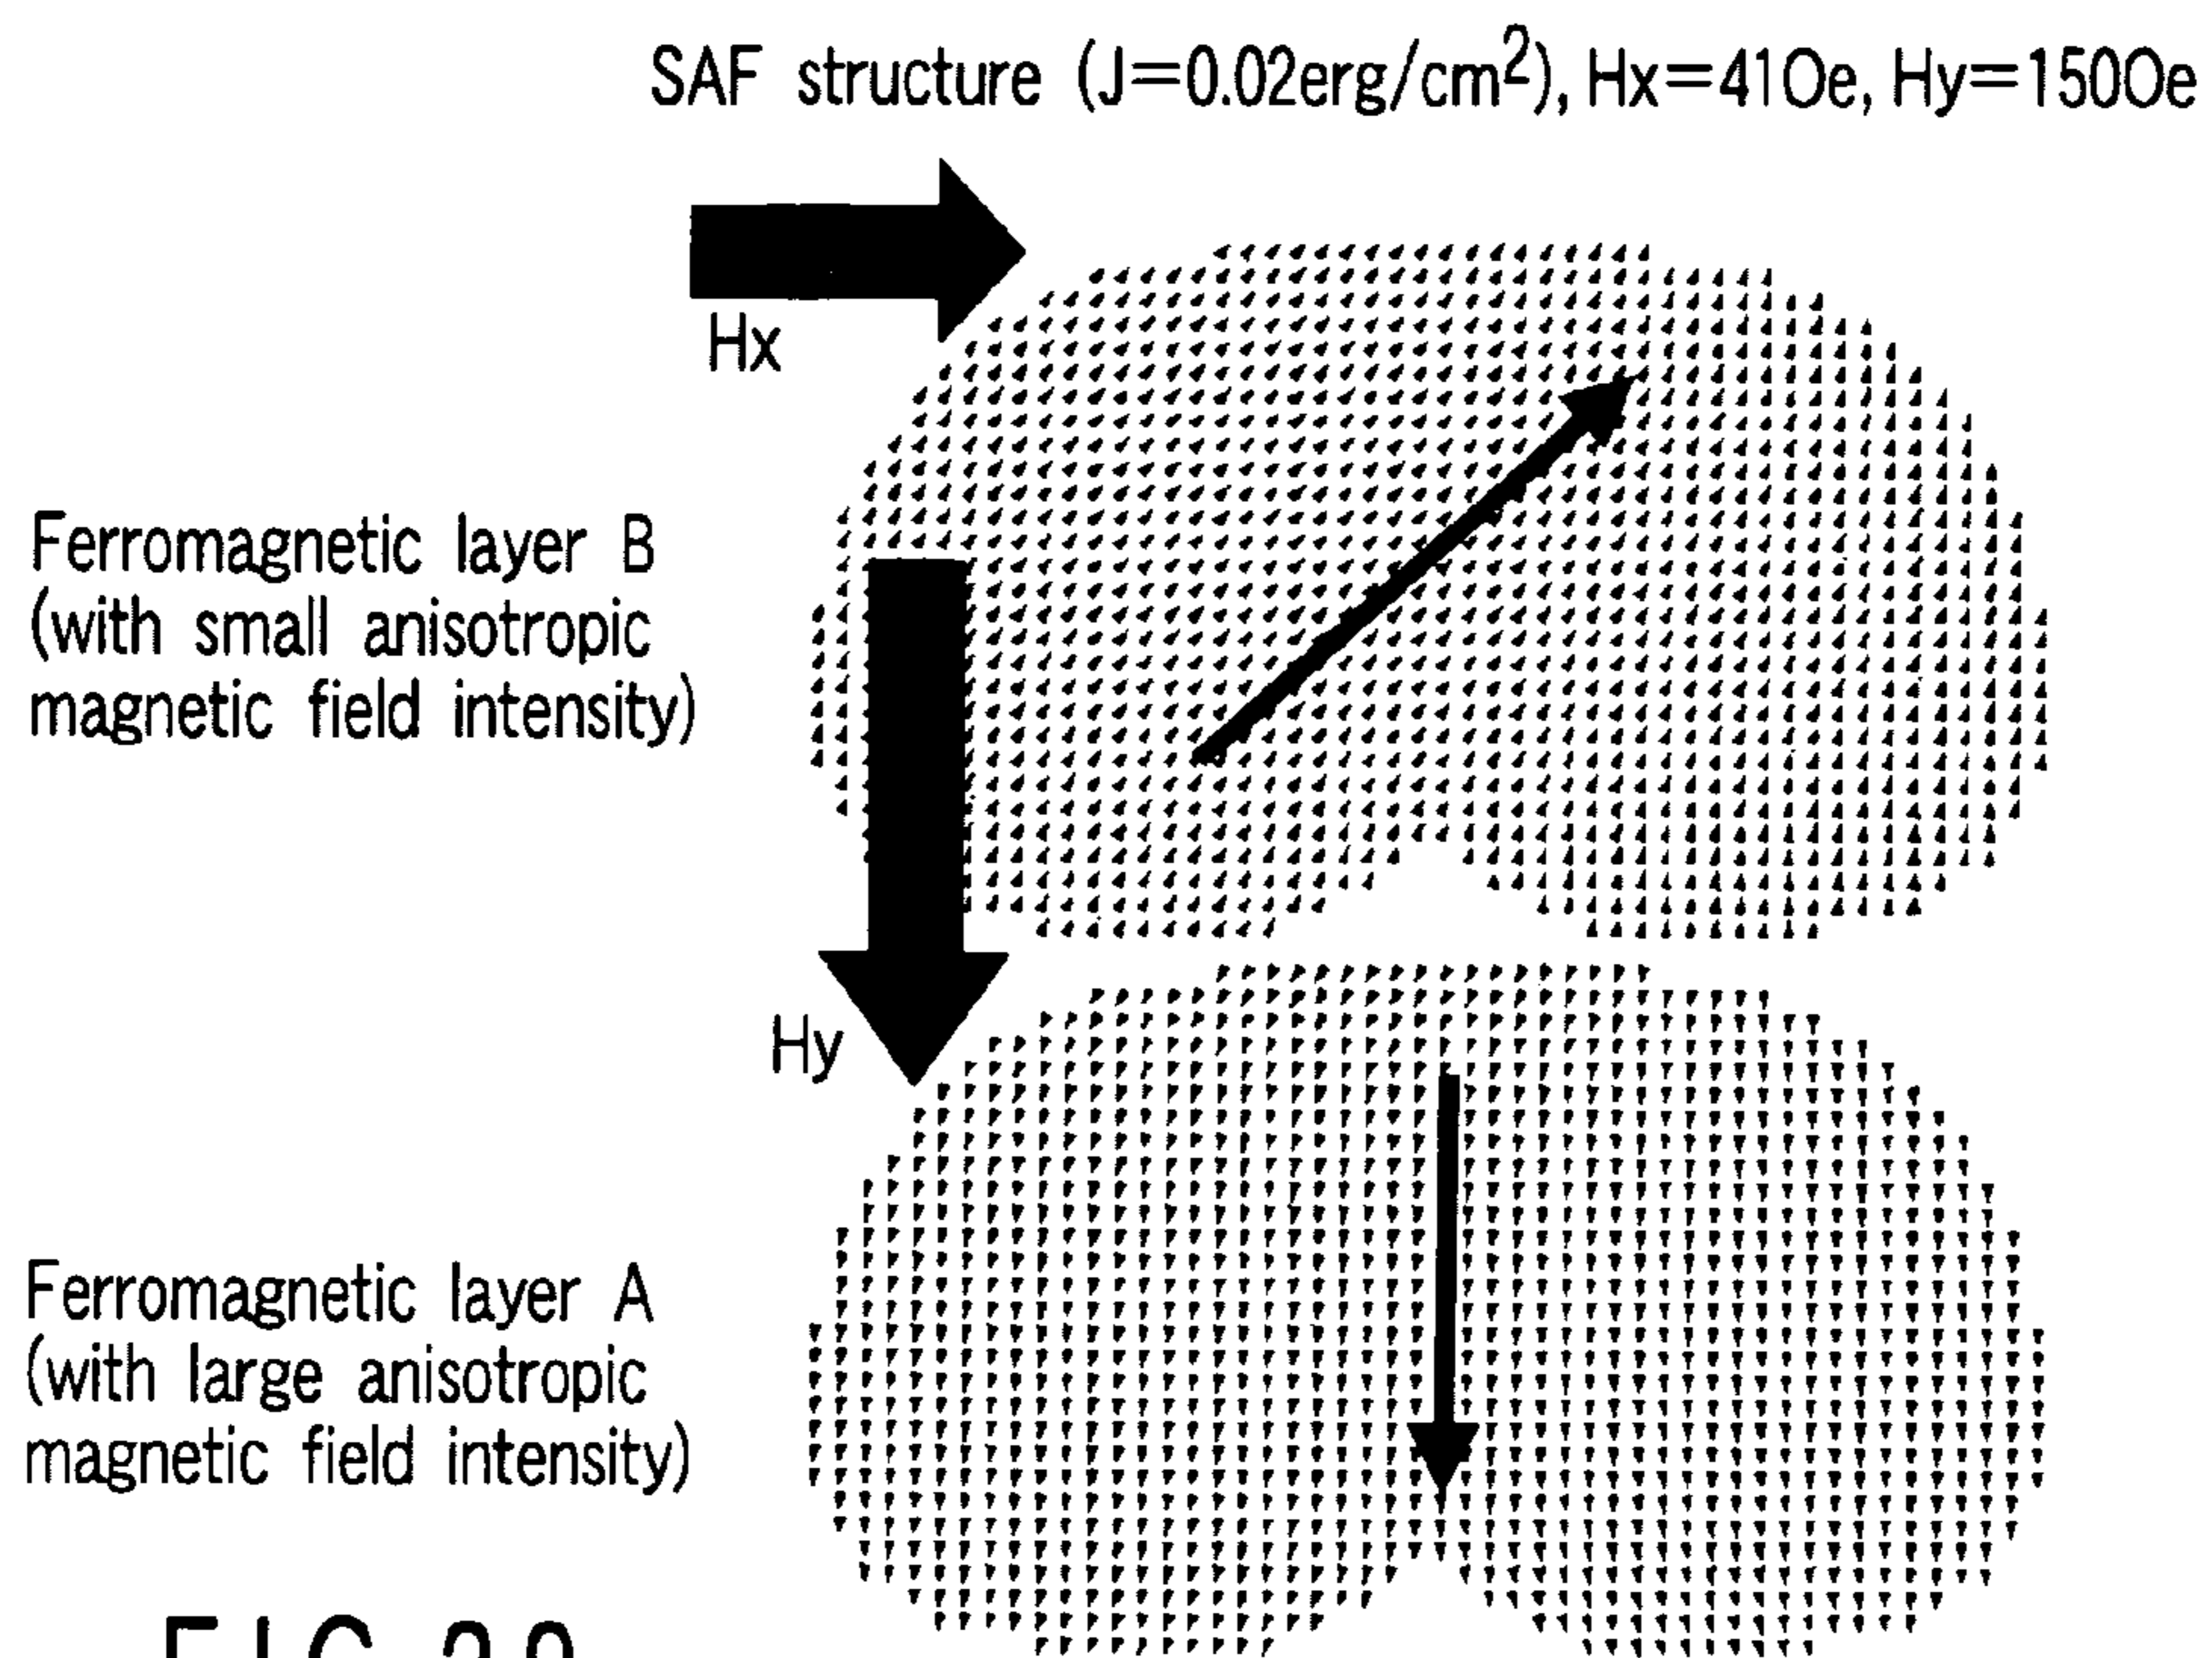 SAF structure (J=0.02erg/cm²), Hx=41Oe, Hy=150Oe
Hx
Ferromagnetic layer B
(with small anisotropic
magnetic field intensity)
Hy
Ferromagnetic layer A
(with large anisotropic
magnetic field intensity)
FIG